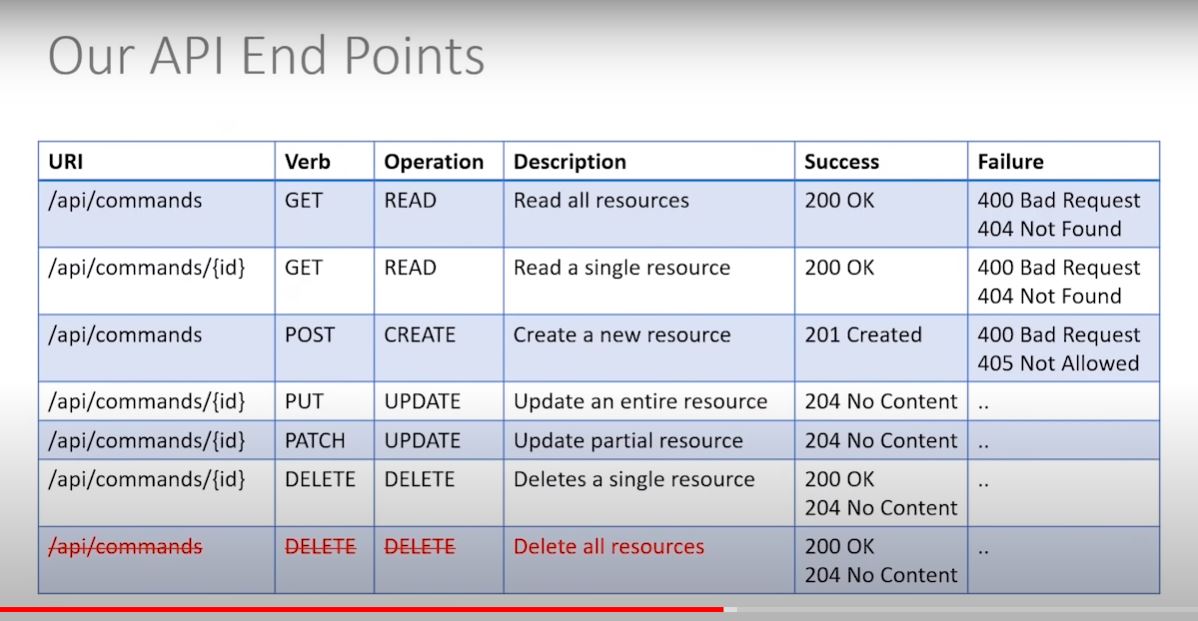 Our API End Points
URI Verb Operation Description Success Failure
/api/commands GET READ Read all resources 200 OK 400 Bad Request
404 Not Found
/api/commands/{id} GET READ Read a single resource 200 OK 400 Bad Request
404 Not Found
/api/commands POST CREATE Create a new resource 201 Created 400 Bad Request
405 Not Allowed
/api/commands/{id} PUT UPDATE Update an entire resource 204 No Content ..
/api/commands/{id} PATCH UPDATE Update partial resource 204 No Content ..
/api/commands/{id} DELETE DELETE Deletes a single resource 200 OK ..
204 No Content
/api/commands DELETE DELETE Delete all resources 200 OK ..
204 No Content